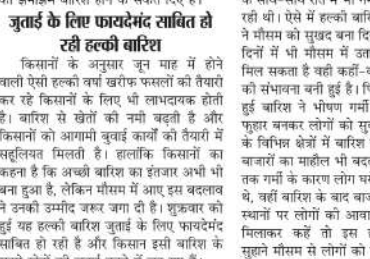 जुताई के लिए फायदेमंद साबित हो
रही हल्की बारिश
किसानों के अनुसार जून माह में होने
वाली ऐसी हल्की वर्षा खरीफ फसलों की तैयारी
कर रहे किसानों के लिए भी लाभदायक होती
है। बारिश से खेतों की नमी बढ़ती है और
किसानों को आगामी बुवाई कार्यों की तैयारी में
सहूलियत मिलती है। हालांकि किसानों का
कहना है कि अच्छी बारिश का इंतजार अभी भी
बना हुआ है, लेकिन मौसम में आए इस बदलाव
ने उनकी उम्मीद जरूर जगा दी है। शुक्रवार को
हुई यह हल्की बारिश जुताई के लिए फायदेमंद
साबित हो रही है और किसान इसी बारिश के
रही थी। ऐसे में हल्की बारि
ने मौसम को सुखद बना दि
दिनों में भी मौसम में उत
मिल सकता है वही कहीं-क
की संभावना बनी हुई है। फि
हुई बारिश ने भीषण गर्मी
फुहार बनकर लोगों को सु
के विभिन्न क्षेत्रों में बारिश
बाजारों का माहौल भी बद
तक गर्मी के कारण लोग घर
थे, वहीं बारिश के बाद बाज
स्थानों पर लोगों की आवा
मिलाकर कहें तो इस ह
सुहाने मौसम से लोगों को